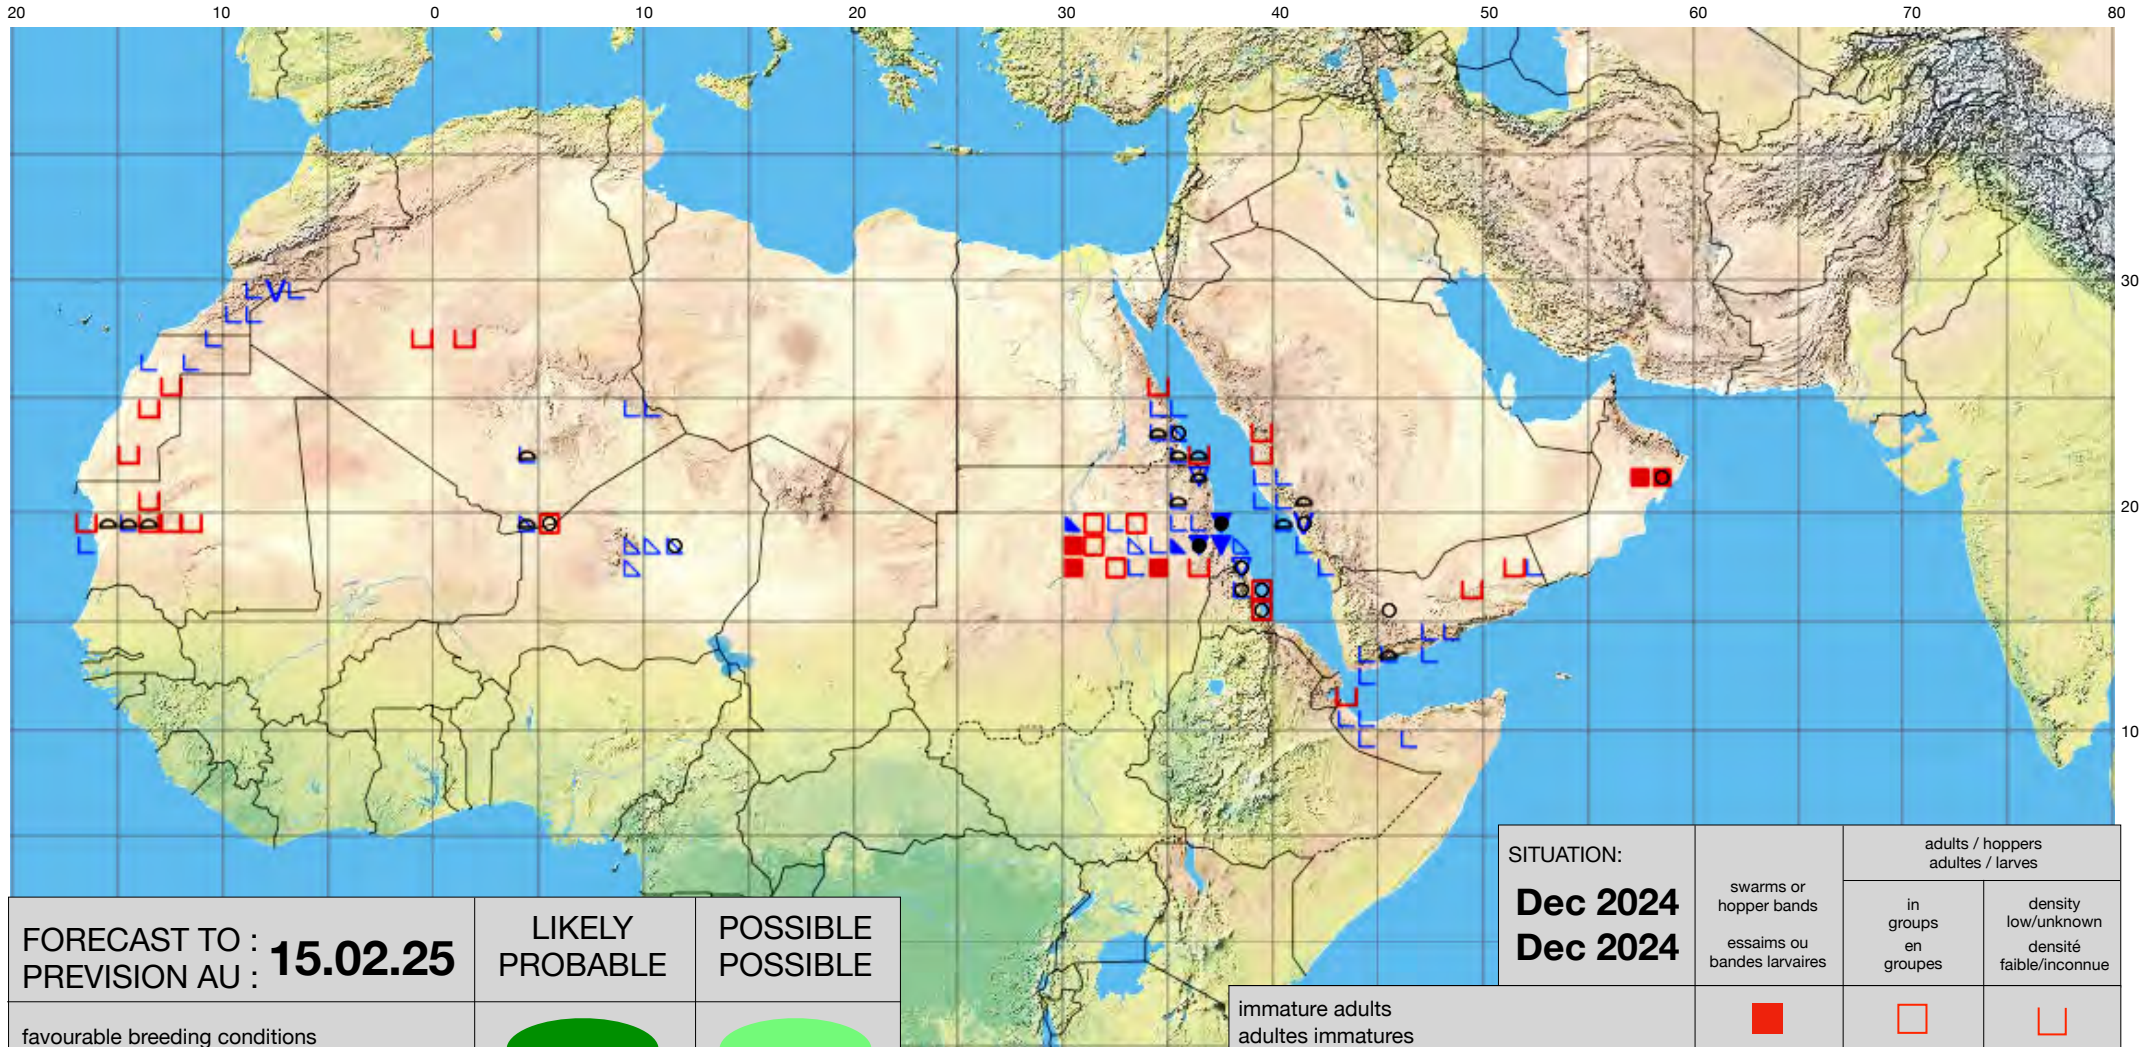 20 10 0 10 20 30 40 50 60 70 80
30
20
10
SITUATION:
Dec 2024
Dec 2024
swarms or
hopper bands
essaims ou
bandes larvaires
adults / hoppers
adultes / larves
in
groups
en
groupes
density
low/unknown
densité
faible/inconnue
immature adults
adultes immatures
FORECAST TO :
PREVISION AU :
15.02.25
LIKELY
PROBABLE
POSSIBLE
POSSIBLE
favourable breeding conditions